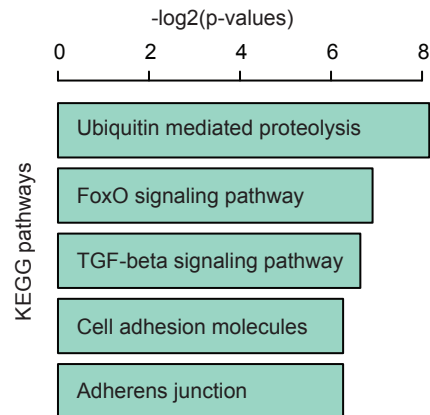 -log2(p-values)
0 2 4 6 8
KEGG pathways
Ubiquitin mediated proteolysis
FoxO signaling pathway
TGF-beta signaling pathway
Cell adhesion molecules
Adherens junction